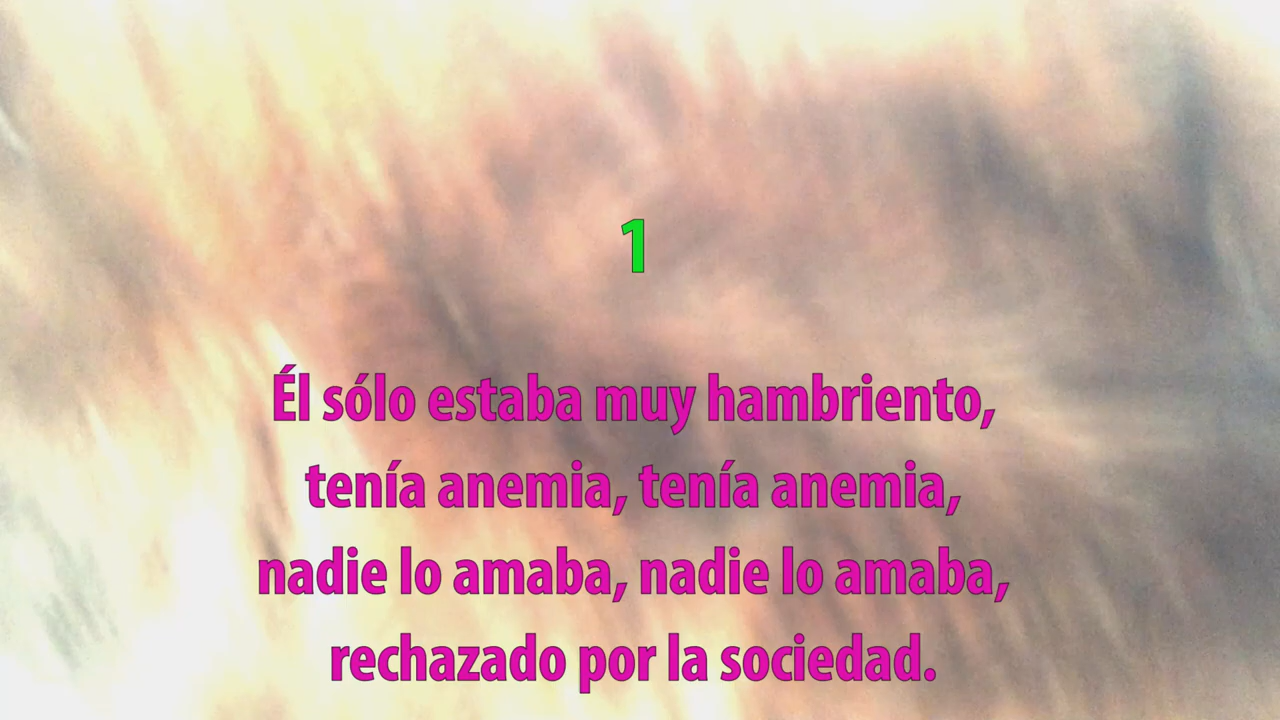 1
Él sólo estaba muy hambriento,
tenía anemia, tenía anemia,
nadie lo amaba, nadie lo amaba,
rechazado por la sociedad.